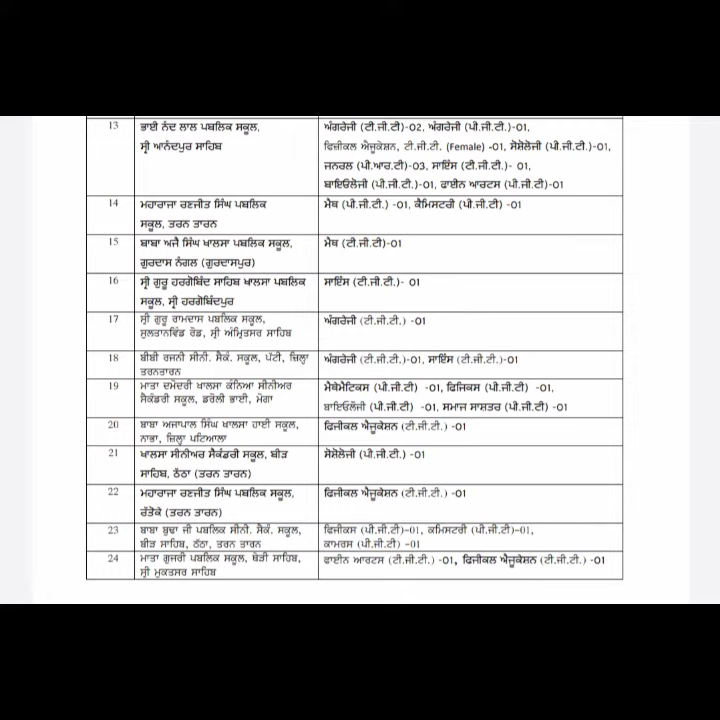 13 ਭਾਈ ਨੰਦ ਲਾਲ ਪਬਲਿਕ ਸਕੂਲ, ਅੰਗਰੇਜੀ (ਟੀ.ਜੀ.ਟੀ)-02, ਅੰਗਰੇਜੀ (ਪੀ.ਜੀ.ਟੀ.)-01,
ਸ੍ਰੀ ਆਨੰਦਪੁਰ ਸਾਹਿਬ ਫਿਜ਼ੀਕਲ ਐਜੂਕੇਸ਼ਨ, ਟੀ.ਜੀ.ਟੀ. (Female) -01, ਸੋਸ਼ੋਲੋਜੀ (ਪੀ.ਜੀ.ਟੀ.)-01,
ਜਨਰਲ (ਪੀ.ਆਰ.ਟੀ)-03, ਸਾਇੰਸ (ਟੀ.ਜੀ.ਟੀ.)- 01,
ਬਾਇਓਲੋਜੀ (ਪੀ.ਜੀ.ਟੀ.)-01, ਫਾਈਨ ਆਰਟਸ (ਪੀ.ਜੀ.ਟੀ)-01
14 ਮਹਾਰਾਜਾ ਰਣਜੀਤ ਸਿੰਘ ਪਬਲਿਕ ਮੈਥ (ਪੀ.ਜੀ.ਟੀ.) -01, ਕੈਮਿਸਟਰੀ (ਪੀ.ਜੀ.ਟੀ) -01
ਸਕੂਲ, ਤਰਨ ਤਾਰਨ
15 ਬਾਬਾ ਅਜੈ ਸਿੰਘ ਖਾਲਸਾ ਪਬਲਿਕ ਸਕੂਲ, ਮੈਥ (ਟੀ.ਜੀ.ਟੀ)-01
ਗੁਰਦਾਸ ਨੰਗਲ (ਗੁਰਦਾਸਪੁਰ)
16 ਸ੍ਰੀ ਗੁਰੂ ਹਰਗੋਬਿੰਦ ਸਾਹਿਬ ਖਾਲਸਾ ਪਬਲਿਕ ਸਾਇੰਸ (ਟੀ.ਜੀ.ਟੀ.)- 01
ਸਕੂਲ, ਸ੍ਰੀ ਹਰਗੋਬਿੰਦਪੁਰ
17 ਸ੍ਰੀ ਗੁਰੂ ਰਾਮਦਾਸ ਪਬਲਿਕ ਸਕੂਲ, ਅੰਗਰੇਜੀ (ਟੀ.ਜੀ.ਟੀ.) -01
ਸੁਲਤਾਨਵਿੰਡ ਰੋਡ, ਸ੍ਰੀ ਅੰਮ੍ਰਿਤਸਰ ਸਾਹਿਬ
18 ਬੀਬੀ ਰਜਨੀ ਸੀਨੀ. ਸੈਕੰ. ਸਕੂਲ, ਪੱਟੀ, ਜ਼ਿਲ੍ਹਾ ਅੰਗਰੇਜੀ (ਟੀ.ਜੀ.ਟੀ.)-01, ਸਾਇੰਸ (ਟੀ.ਜੀ.ਟੀ.)-01
ਤਰਨਤਾਰਨ
19 ਮਾਤਾ ਦਮੋਦਰੀ ਖਾਲਸਾ ਕੰਨਿਆ ਸੀਨੀਅਰ ਮੈਥੇਮੈਟਿਕਸ (ਪੀ.ਜੀ.ਟੀ) -01, ਫਿਜਿਕਸ (ਪੀ.ਜੀ.ਟੀ) -01,
ਸੈਕੰਡਰੀ ਸਕੂਲ, ਡਰੋਲੀ ਭਾਈ, ਮੋਗਾ ਬਾਇਓਲੌਜੀ (ਪੀ.ਜੀ.ਟੀ) -01, ਸਮਾਜ ਸਾਸ਼ਤਰ (ਪੀ.ਜੀ.ਟੀ) -01
20 ਬਾਬਾ ਅਜਾਪਾਲ ਸਿੰਘ ਖਾਲਸਾ ਹਾਈ ਸਕੂਲ, ਫਿਜ਼ੀਕਲ ਐਜੂਕੇਸ਼ਨ (ਟੀ.ਜੀ.ਟੀ.) -01
ਨਾਭਾ, ਜ਼ਿਲ੍ਹਾ ਪਟਿਆਲਾ
21 ਖਾਲਸਾ ਸੀਨੀਅਰ ਸੈਕੰਡਰੀ ਸਕੂਲ, ਬੀੜ ਸੋਸ਼ੋਲੋਜੀ (ਪੀ.ਜੀ.ਟੀ.) -01
ਸਾਹਿਬ, ਠੱਠਾ (ਤਰਨ ਤਾਰਨ)
22 ਮਹਾਰਾਜਾ ਰਣਜੀਤ ਸਿੰਘ ਪਬਲਿਕ ਸਕੂਲ, ਫਿਜ਼ੀਕਲ ਐਜੂਕੇਸ਼ਨ (ਟੀ.ਜੀ.ਟੀ.) -01
ਰੱਤੋਕੇ (ਤਰਨ ਤਾਰਨ)
23 ਬਾਬਾ ਬੁਢਾ ਜੀ ਪਬਲਿਕ ਸੀਨੀ. ਸੈਕੰ. ਸਕੂਲ, ਫਿਜੀਕਸ (ਪੀ.ਜੀ.ਟੀ)-01, ਕਮਿਸਟਰੀ (ਪੀ.ਜੀ.ਟੀ)-01,
ਬੀੜ ਸਾਹਿਬ, ਠੱਠਾ, ਤਰਨ ਤਾਰਨ ਕਾਮਰਸ (ਪੀ.ਜੀ.ਟੀ) -01
24 ਮਾਤਾ ਗੁਜਰੀ ਪਬਲਿਕ ਸਕੂਲ, ਥੇੜੀ ਸਾਹਿਬ, ਫਾਈਨ ਆਰਟਸ (ਟੀ.ਜੀ.ਟੀ.) -01, ਫਿਜੀਕਲ ਐਜੂਕੇਸ਼ਨ (ਟੀ.ਜੀ.ਟੀ.)-01
ਸ੍ਰੀ ਮੁਕਤਸਰ ਸਾਹਿਬ